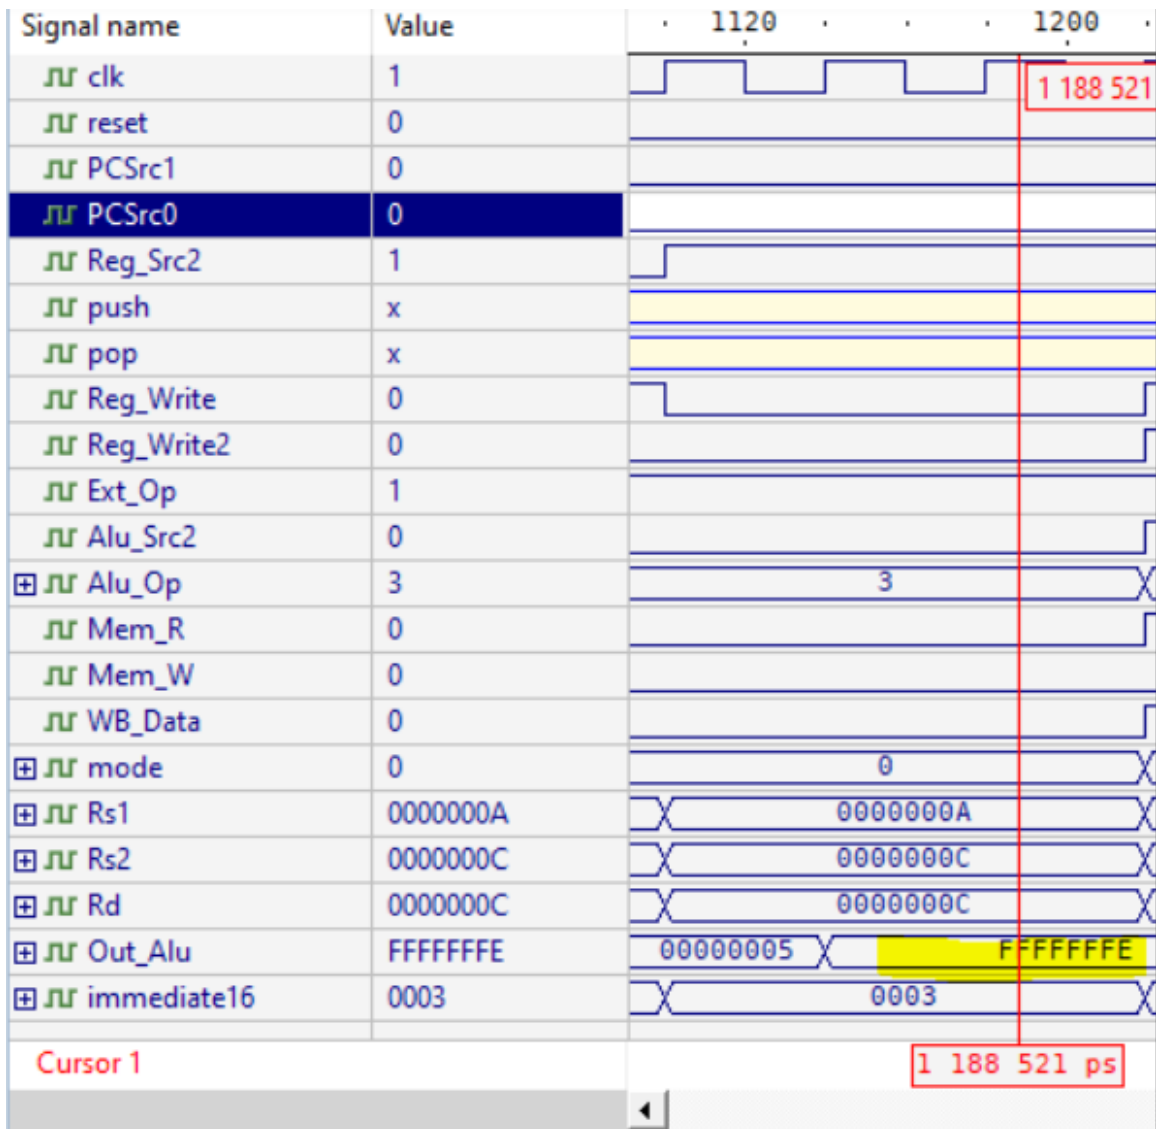 Signal name Value 1120 1200
clk 1 1 188 521
reset 0
PCSrc1 0
PCSrc0 0
Reg_Src2 1
push x
pop x
Reg_Write 0
Reg_Write2 0
Ext_Op 1
Alu_Src2 0
Alu_Op 3 3
Mem_R 0
Mem_W 0
WB_Data 0
mode 0 0
Rs1 0000000A 0000000A
Rs2 0000000C 0000000C
Rd 0000000C 0000000C
Out_Alu FFFFFFFE 00000005 FFFFFFFE
immediate16 0003 0003
Cursor 1 1 188 521 ps